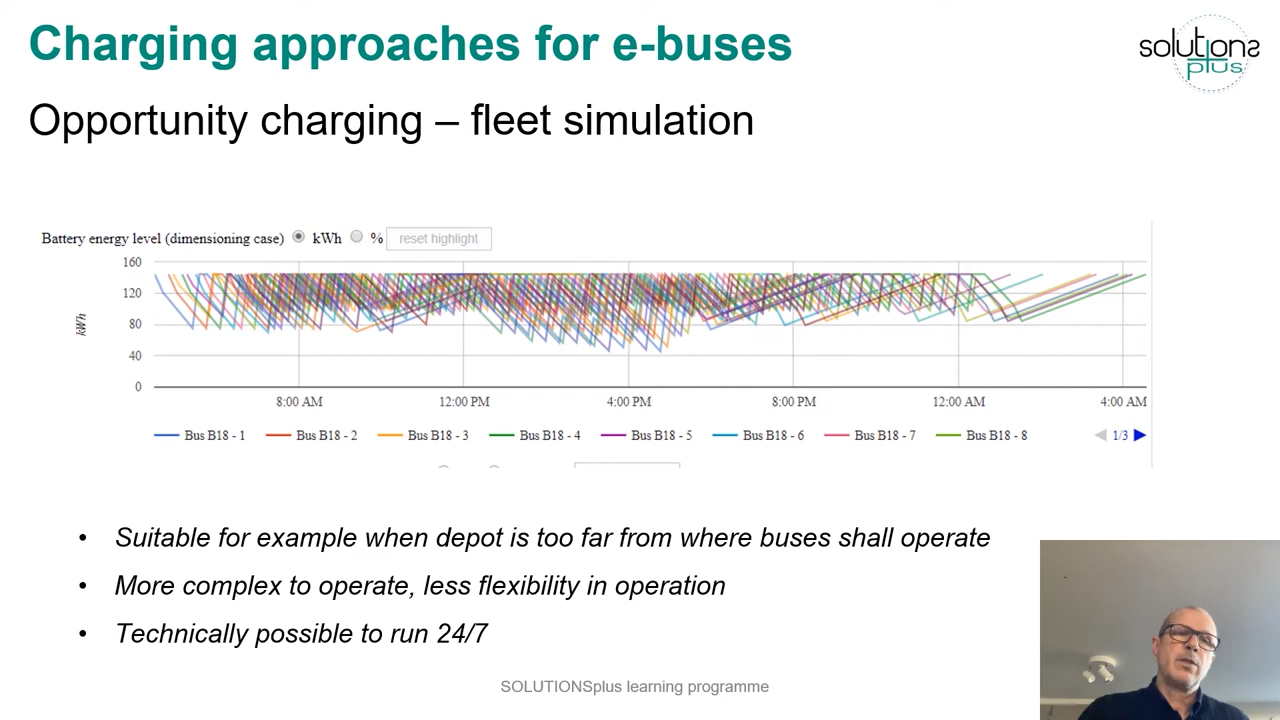 Charging approaches for e-buses
solutions
plus
Opportunity charging – fleet simulation
Battery energy level (dimensioning case) kWh % reset highlight
160
120
80
40
0
kWh
8:00 AM 12:00 PM 4:00 PM 8:00 PM 12:00 AM 4:00 AM
Bus B18 - 1 Bus B18 - 2 Bus B18 - 3 Bus B18 - 4 Bus B18 - 5 Bus B18 - 6 Bus B18 - 7 Bus B18 - 8 1/3
• Suitable for example when depot is too far from where buses shall operate
• More complex to operate, less flexibility in operation
• Technically possible to run 24/7
SOLUTIONSplus learning programme